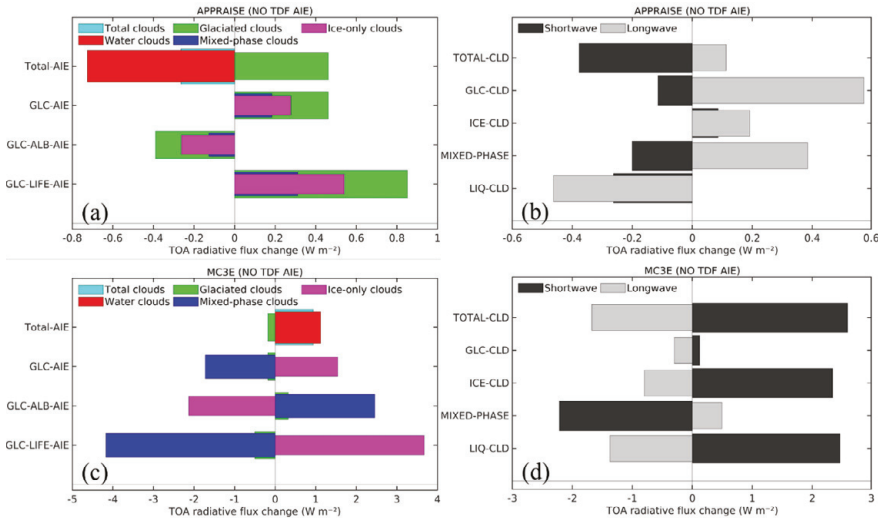 APPRAISE (NO TDF AIE)
Total clouds Glaciated clouds Ice-only clouds
Water clouds Mixed-phase clouds
Total-AIE
GLC-AIE
GLC-ALB-AIE
GLC-LIFE-AIE
(a)
-0.8 -0.6 -0.4 -0.2 0 0.2 0.4 0.6 0.8 1
TOA radiative flux change (W m⁻²)
APPRAISE (NO TDF AIE)
Shortwave Longwave
TOTAL-CLD
GLC-CLD
ICE-CLD
MIXED-PHASE
LIQ-CLD
(b)
-0.6 -0.4 -0.2 0 0.2 0.4 0.6
TOA radiative flux change (W m⁻²)
MC3E (NO TDF AIE)
Total clouds Glaciated clouds Ice-only clouds
Water clouds Mixed-phase clouds
Total-AIE
GLC-AIE
GLC-ALB-AIE
GLC-LIFE-AIE
(c)
-5 -4 -3 -2 -1 0 1 2 3 4
TOA radiative flux change (W m⁻²)
MC3E (NO TDF AIE)
Shortwave Longwave
TOTAL-CLD
GLC-CLD
ICE-CLD
MIXED-PHASE
LIQ-CLD
(d)
-3 -2 -1 0 1 2 3
TOA radiative flux change (W m⁻²)